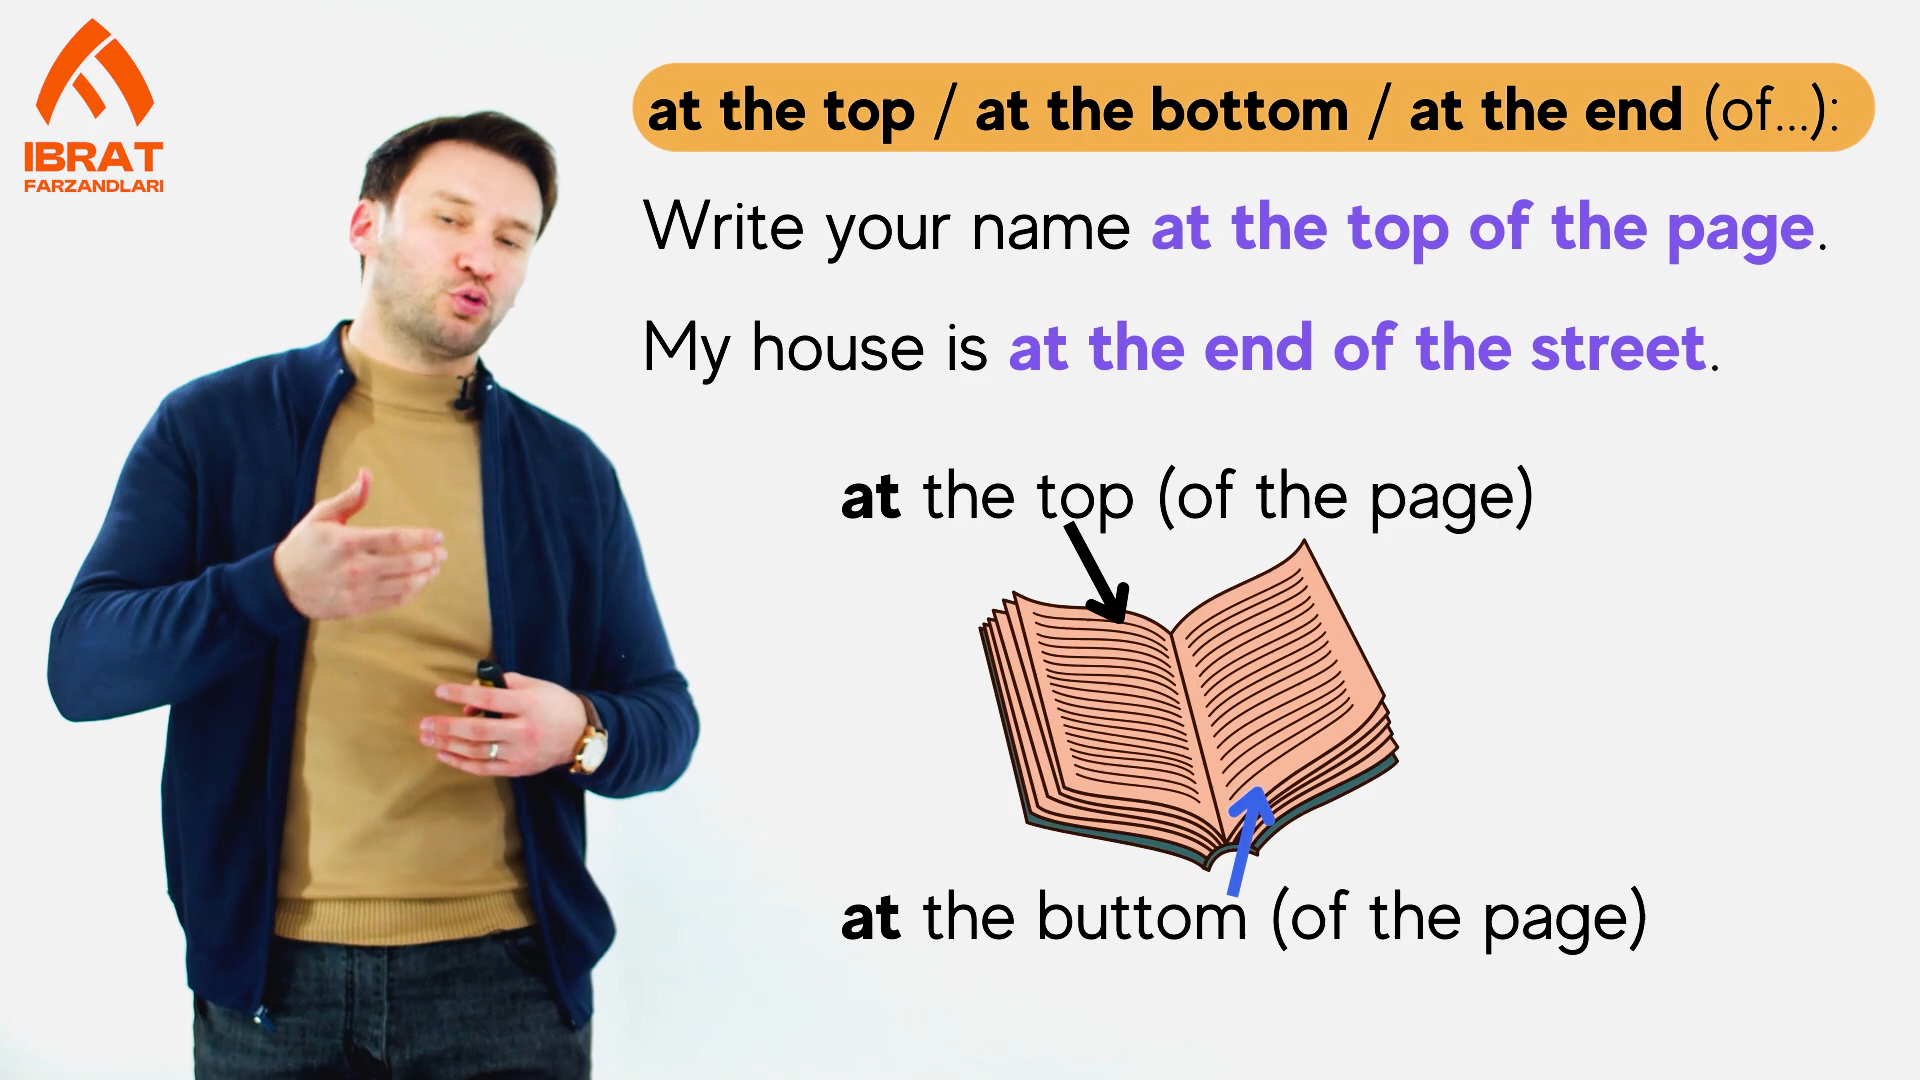 IBRAT
FARZANDLARI
at the top / at the bottom / at the end (of...):
Write your name at the top of the page.
My house is at the end of the street.
at the top (of the page)
at the buttom (of the page)